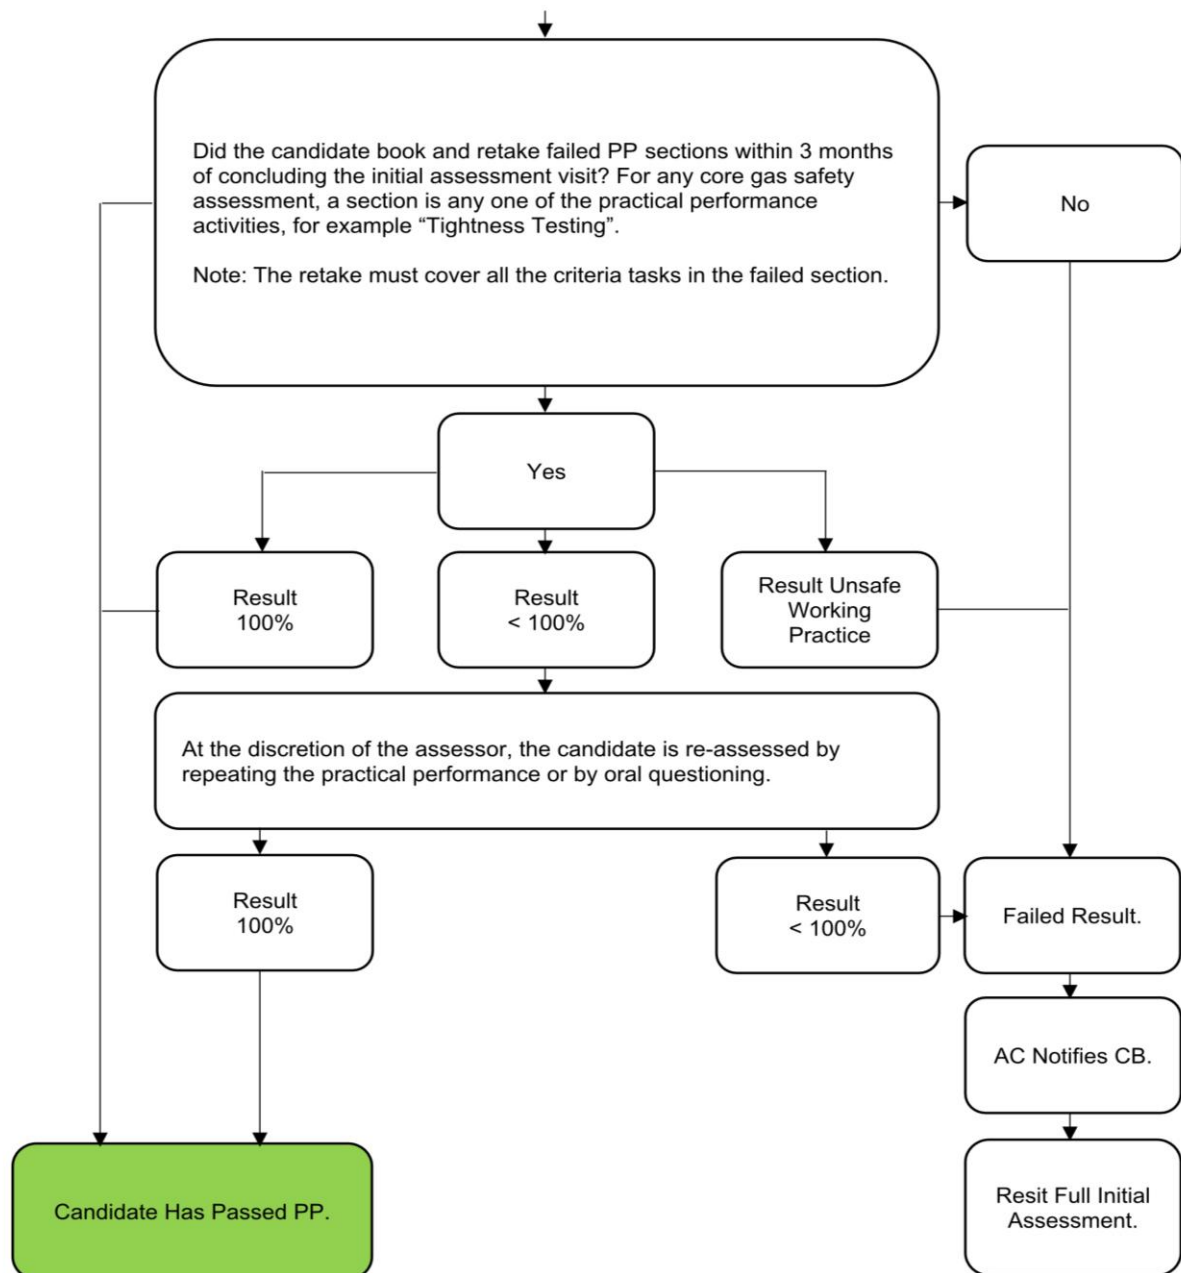 Did the candidate book and retake failed PP sections within 3 months
of concluding the initial assessment visit? For any core gas safety
assessment, a section is any one of the practical performance
activities, for example “Tightness Testing”.
Note: The retake must cover all the criteria tasks in the failed section.
No
Yes
Result
100%
Result
< 100%
Result Unsafe
Working
Practice
At the discretion of the assessor, the candidate is re-assessed by
repeating the practical performance or by oral questioning.
Result
100%
Result
< 100%
Failed Result.
AC Notifies CB.
Candidate Has Passed PP.
Resit Full Initial
Assessment.